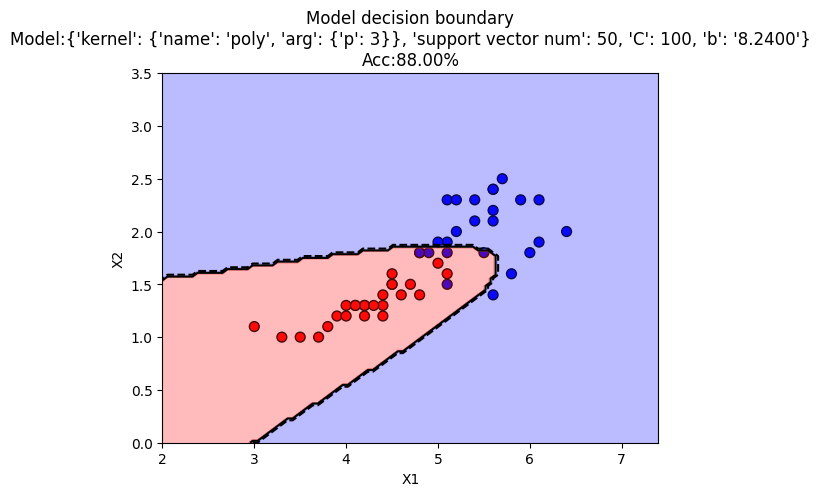 Model decision boundary
Model:{'kernel': {'name': 'poly', 'arg': {'p': 3}}, 'support vector num': 50, 'C': 100, 'b': '8.2400'}
Acc:88.00%
3.5
3.0
2.5
2.0
X2
1.5
1.0
0.5
0.0
2 3 4 5 6 7
X1